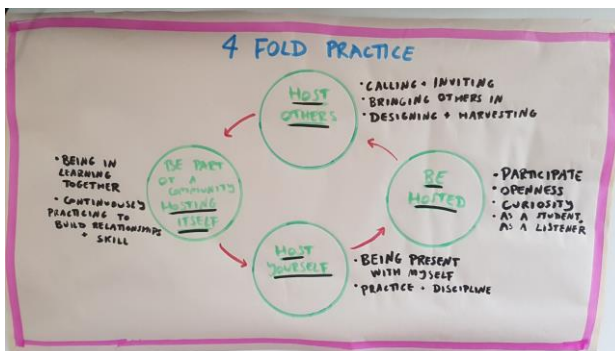 4 FOLD PRACTICE
HOST
OTHERS
• CALLING + INVITING
• BRINGING OTHERS IN
• DESIGNING + HARVESTING
BE PART
OF A
COMMUNITY
HOSTING
ITSELF
• BEING IN
LEARNING
TOGETHER
• CONTINUOUSLY
PRACTICING TO
BUILD RELATIONSHIPS
+ SKILL
BE
HOSTED
• PARTICIPATE
• OPENNESS
• CURIOSITY
• AS A STUDENT,
AS A LISTENER
HOST
YOURSELF
• BEING PRESENT
WITH MYSELF
• PRACTICE + DISCIPLINE